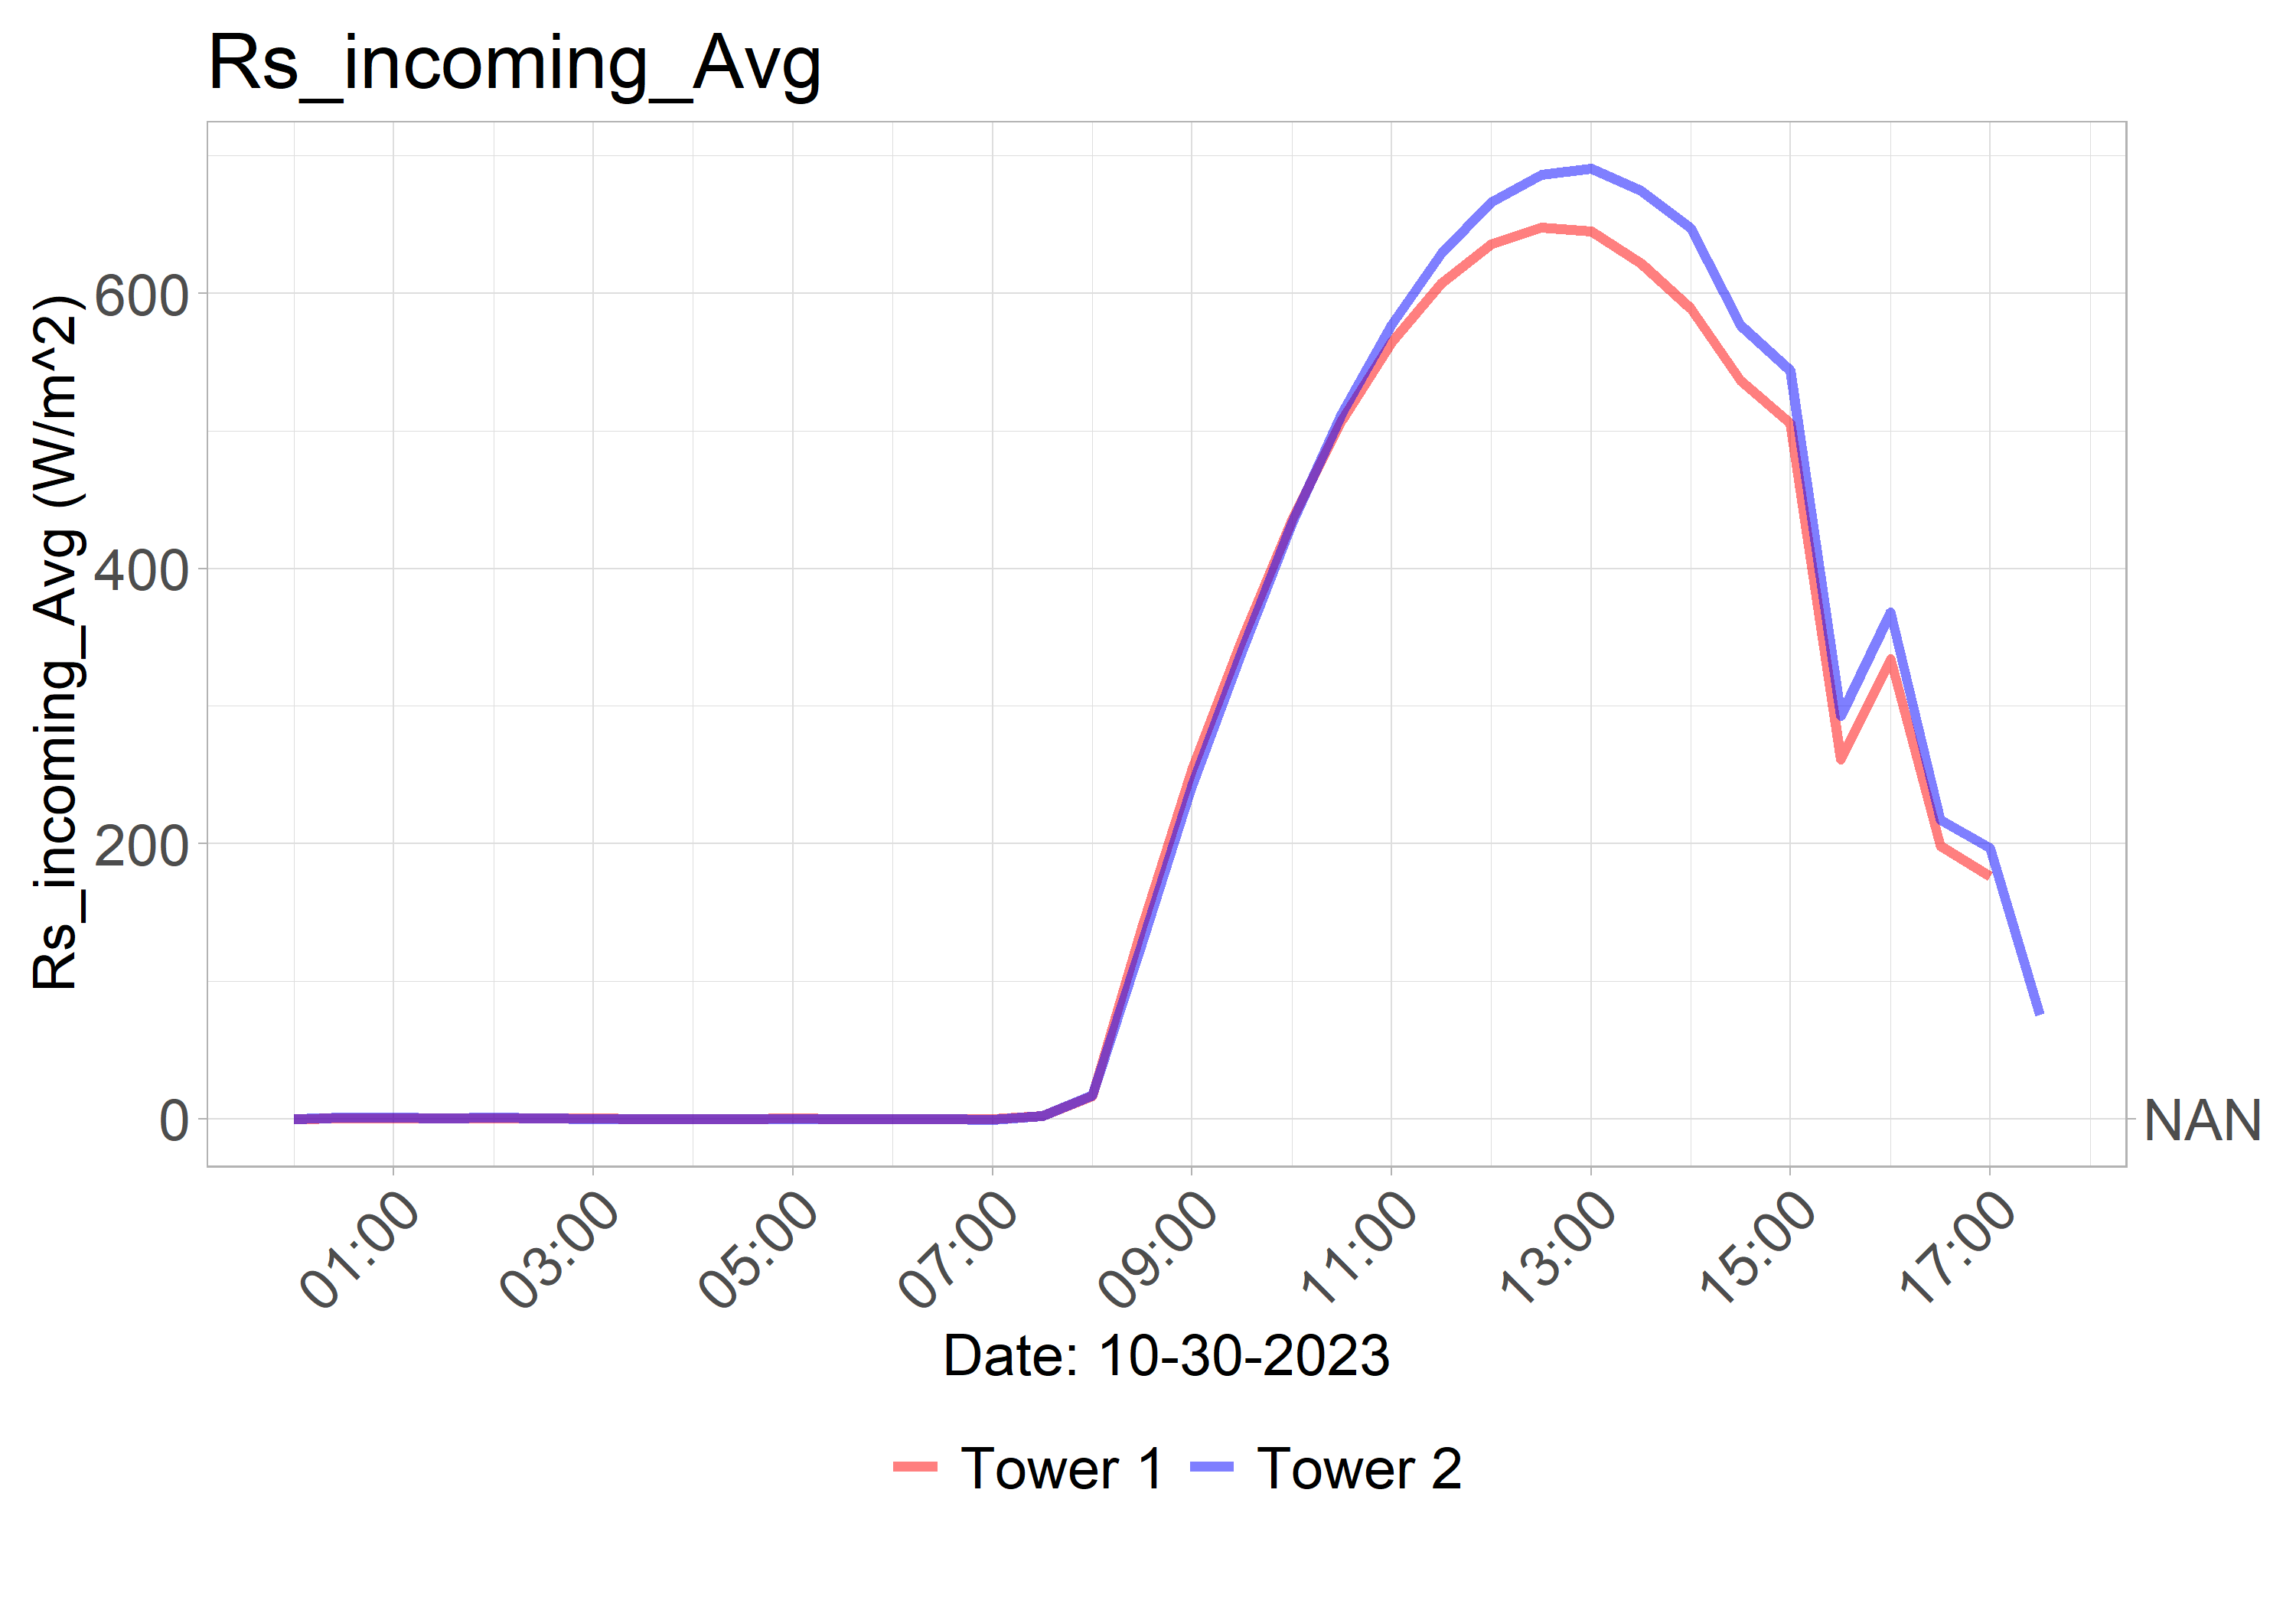 Rs_incoming_Avg
Rs_incoming_Avg (W/m^2)
600
400
200
0
NAN
01:00
03:00
05:00
07:00
09:00
11:00
13:00
15:00
17:00
Date: 10-30-2023
Tower 1
Tower 2